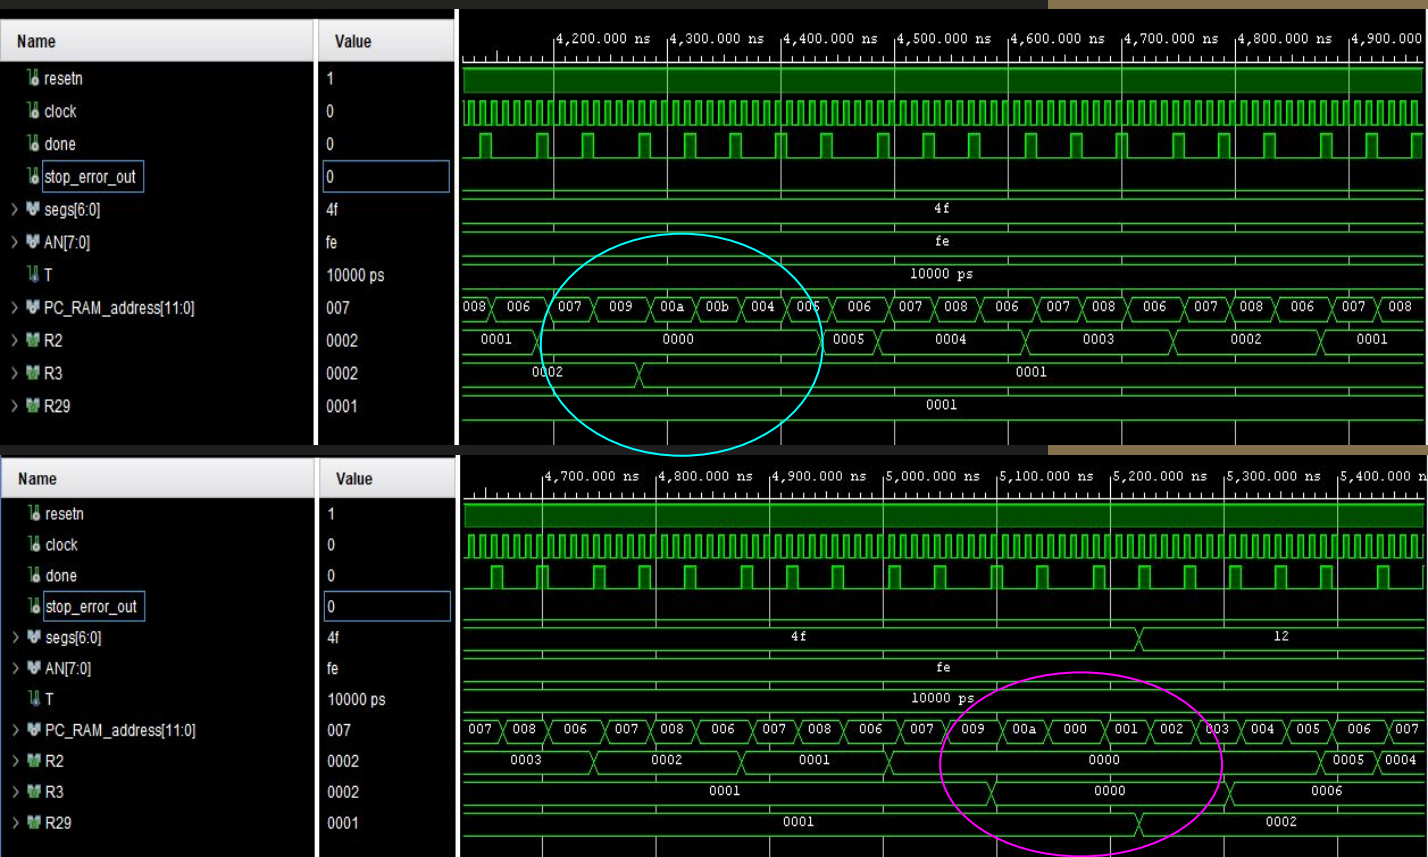 Name Value
4,200.000 ns 4,300.000 ns 4,400.000 ns 4,500.000 ns 4,600.000 ns 4,700.000 ns 4,800.000 ns 4,900.000
resetn 1
clock 0
done 0
stop_error_out 0
segs[6:0] 4f 4f
AN[7:0] fe fe
T 10000 ps 10000 ps
PC_RAM_address[11:0] 007 008 006 007 009 00a 00b 004 005 006 007 008 006 007 008 006 007 008 006 007 008
R2 0002 0001 0000 0005 0004 0003 0002 0001
R3 0002 0002 0001
R29 0001 0001
Name Value
4,700.000 ns 4,800.000 ns 4,900.000 ns 5,000.000 ns 5,100.000 ns 5,200.000 ns 5,300.000 ns 5,400.000 n
resetn 1
clock 0
done 0
stop_error_out 0
segs[6:0] 4f 4f 12
AN[7:0] fe fe
T 10000 ps 10000 ps
PC_RAM_address[11:0] 007 007 008 006 007 008 006 007 008 006 007 009 00a 000 001 002 003 004 005 006 007
R2 0002 0003 0002 0001 0000 0005 0004
R3 0002 0001 0000 0006
R29 0001 0001 0002